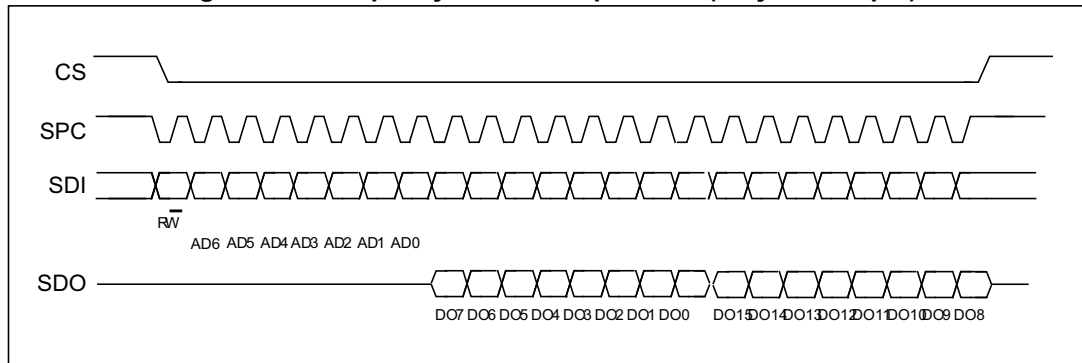 CS
SPC
SDI
RW
AD6 AD5 AD4 AD3 AD2 AD1 AD0
SDO
DO7 DO6 DO5 DO4 DO3 DO2 DO1 DO0 DO15 DO14 DO13 DO12 DO11 DO10 DO9 DO8